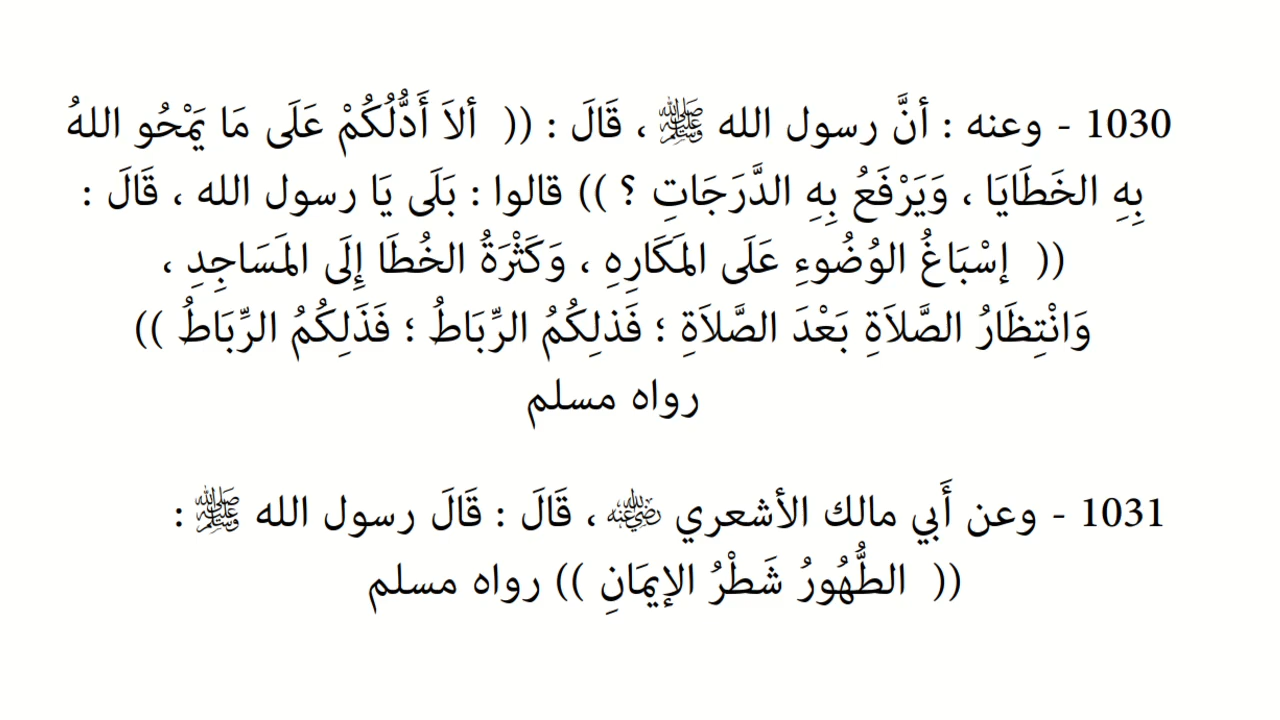 1030 - وعنه : أنَّ رسول الله ﷺ ، قَالَ : (( ألاَ أَدُلُّكُمْ عَلَى مَا يَمْحُو اللهُ
بِهِ الخَطَايَا ، وَيَرْفَعُ بِهِ الدَّرَجَاتِ ؟ )) قالوا : بَلَى يَا رسول الله ، قَالَ :
(( إسْبَاغُ الوُضُوءِ عَلَى المَكَارِهِ ، وَكَثْرَةُ الخُطَا إِلَى المَسَاجِدِ ،
وَانْتِظَارُ الصَّلاَةِ بَعْدَ الصَّلاَةِ ؛ فَذلِكُمُ الرِّبَاطُ ؛ فَذَلِكُمُ الرِّبَاطُ ))
رواه مسلم
1031 - وعن أَبي مالك الأشعري رضي الله عنه ، قَالَ : قَالَ رسول الله ﷺ :
(( الطُّهُورُ شَطْرُ الإيمَانِ )) رواه مسلم